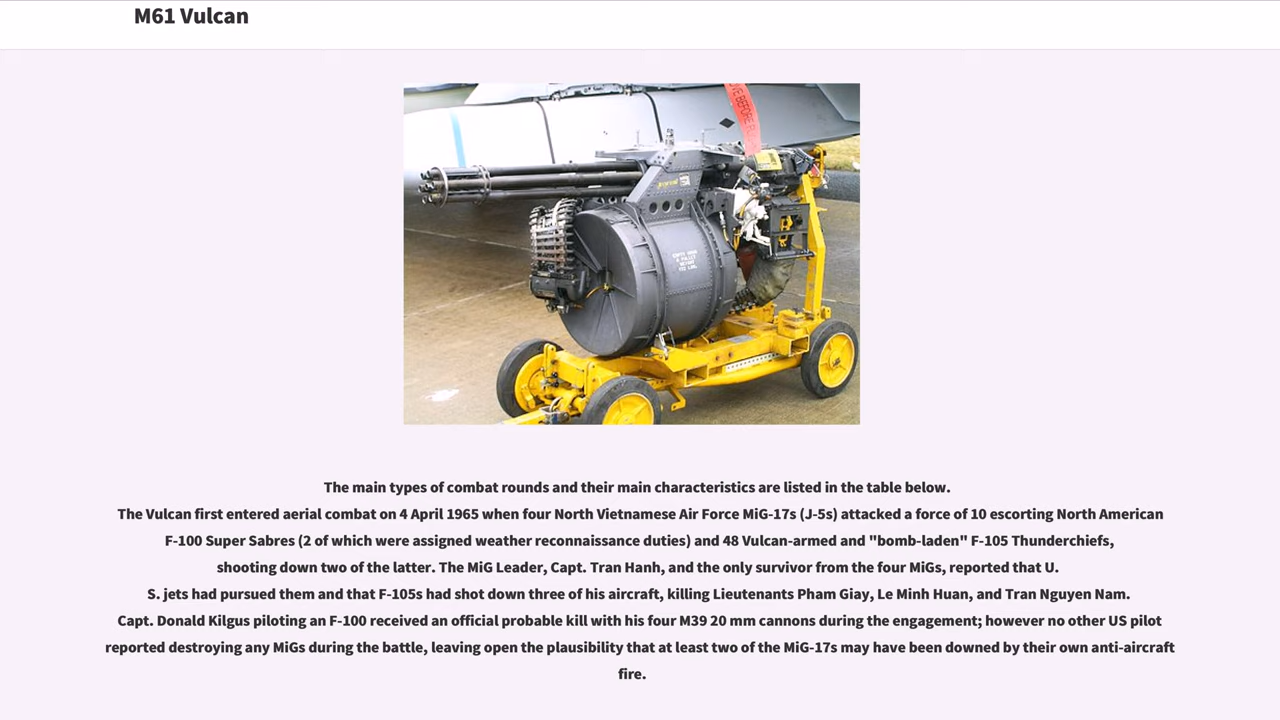 M61 Vulcan
The main types of combat rounds and their main characteristics are listed in the table below.
The Vulcan first entered aerial combat on 4 April 1965 when four North Vietnamese Air Force MiG-17s (J-5s) attacked a force of 10 escorting North American
F-100 Super Sabres (2 of which were assigned weather reconnaissance duties) and 48 Vulcan-armed and "bomb-laden" F-105 Thunderchiefs,
shooting down two of the latter. The MiG Leader, Capt. Tran Hanh, and the only survivor from the four MiGs, reported that U.
S. jets had pursued them and that F-105s had shot down three of his aircraft, killing Lieutenants Pham Giay, Le Minh Huan, and Tran Nguyen Nam.
Capt. Donald Kilgus piloting an F-100 received an official probable kill with his four M39 20 mm cannons during the engagement; however no other US pilot
reported destroying any MiGs during the battle, leaving open the plausibility that at least two of the MiG-17s may have been downed by their own anti-aircraft
fire.